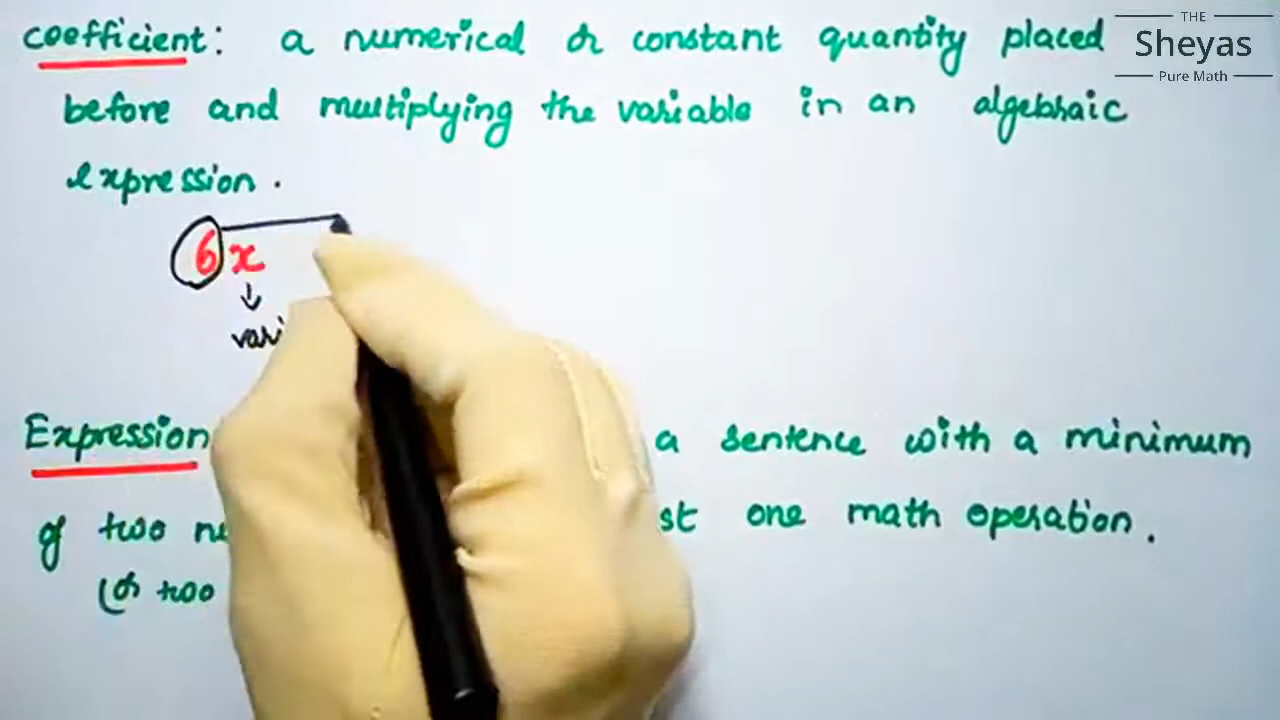 coefficient: a numerical or constant quantity placed
THE
Sheyas
Pure Math
before and multiplying the variable in an algebraic
expression.
6x
Expression a sentence with a minimum
of two one math operation.
(or two